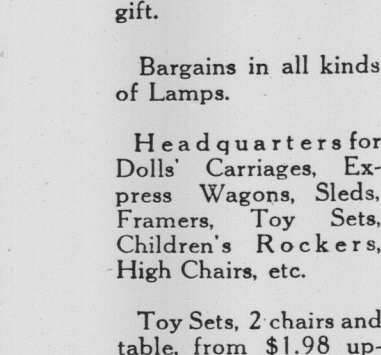 gift.
Bargains in all kinds
of Lamps.
Headquarters for
Dolls' Carriages, Ex-
press Wagons, Sleds,
Framers, Toy Sets,
Children's Rockers,
High Chairs, etc.
Toy Sets, 2 chairs and
table, from $1.98 up-